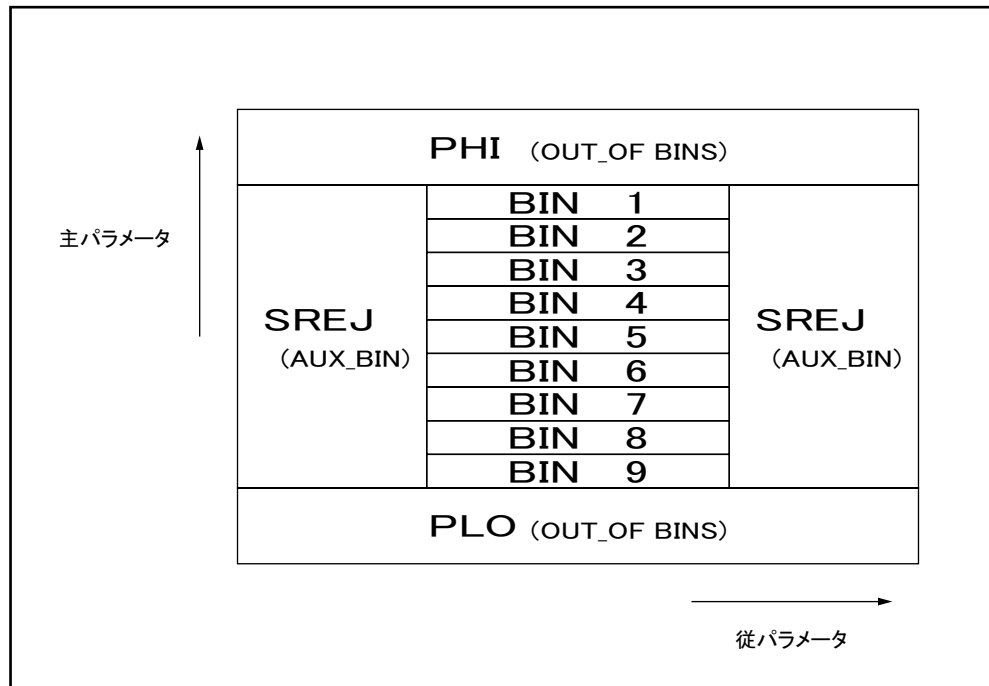 PHI (OUT_OF BINS)
主パラメータ
BIN 1
BIN 2
BIN 3
BIN 4
BIN 5
BIN 6
BIN 7
BIN 8
BIN 9
SREJ
(AUX_BIN)
SREJ
(AUX_BIN)
PLO (OUT_OF BINS)
従パラメータ